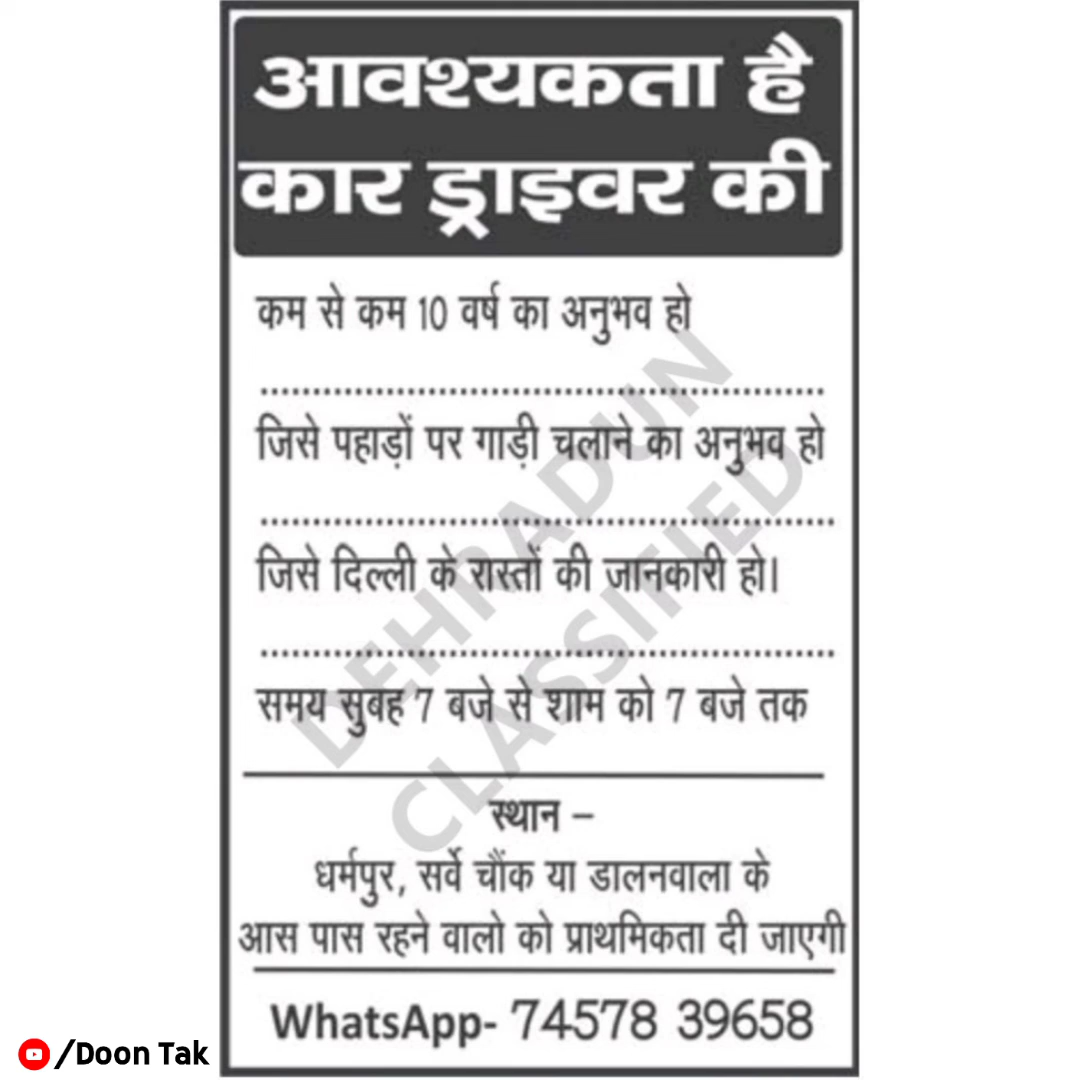 आवश्यकता है
कार ड्राइवर की
कम से कम 10 वर्ष का अनुभव हो
जिसे पहाड़ों पर गाड़ी चलाने का अनुभव हो
जिसे दिल्ली के रास्तों की जानकारी हो।
समय सुबह 7 बजे से शाम को 7 बजे तक
स्थान –
धर्मपुर, सर्वे चौंक या डालनवाला के
आस पास रहने वालो को प्राथमिकता दी जाएगी
WhatsApp- 74578 39658
DEHRADUN
CLASSIFIED
/Doon Tak